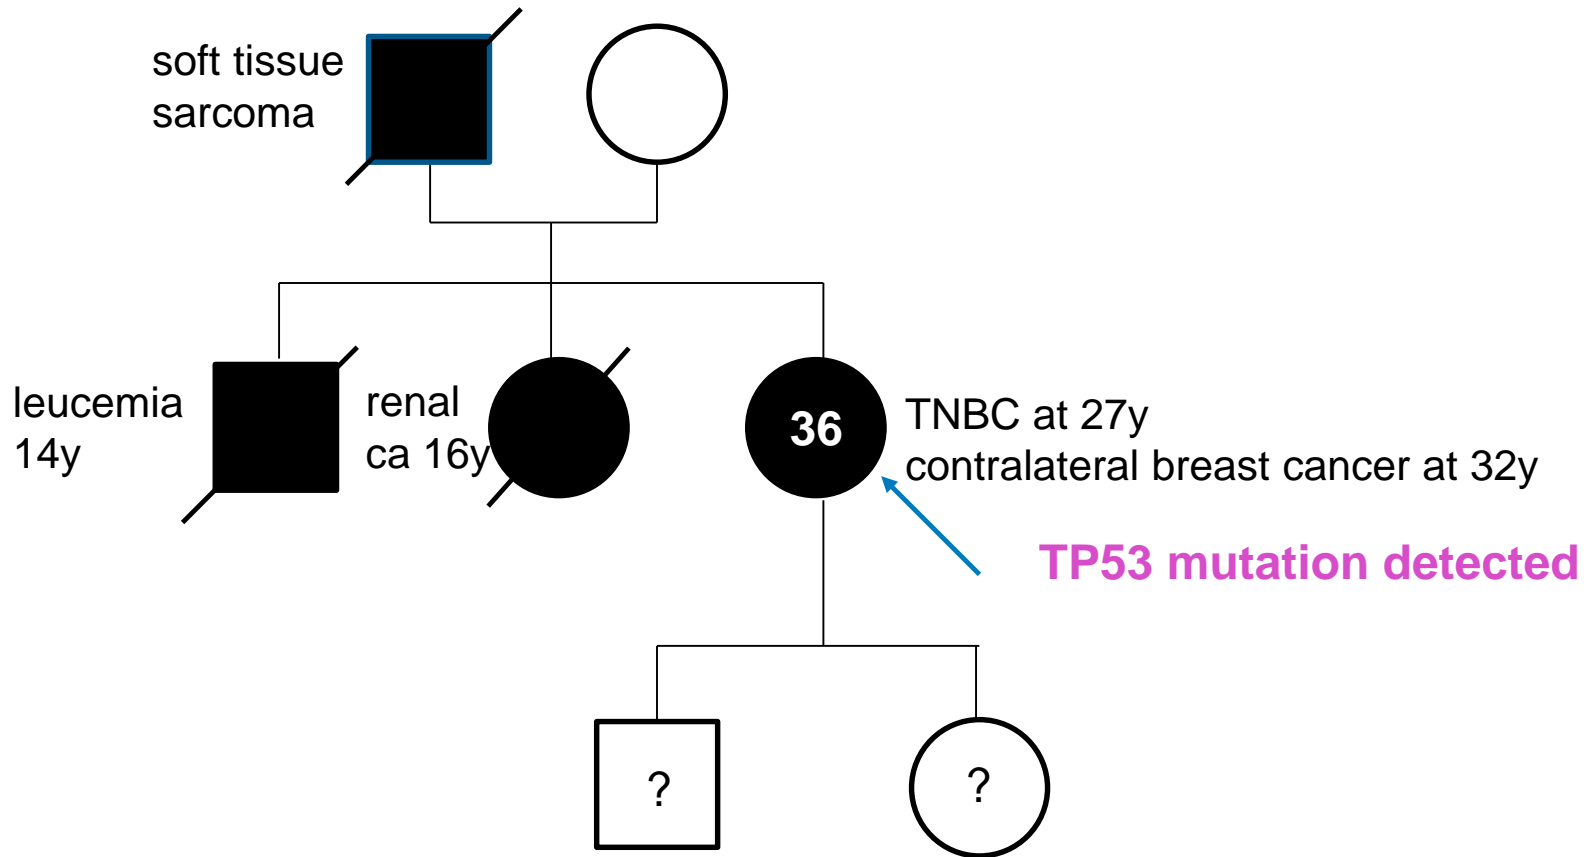 soft tissue
sarcoma
leucemia
14y
renal
ca 16y
36
TNBC at 27y
contralateral breast cancer at 32y
TP53 mutation detected
?
?